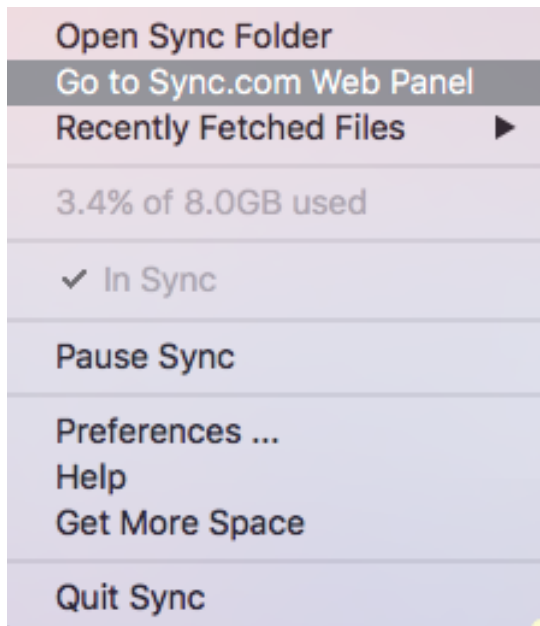 Open Sync Folder
Go to Sync.com Web Panel
Recently Fetched Files
3.4% of 8.0GB used
In Sync
Pause Sync
Preferences ...
Help
Get More Space
Quit Sync